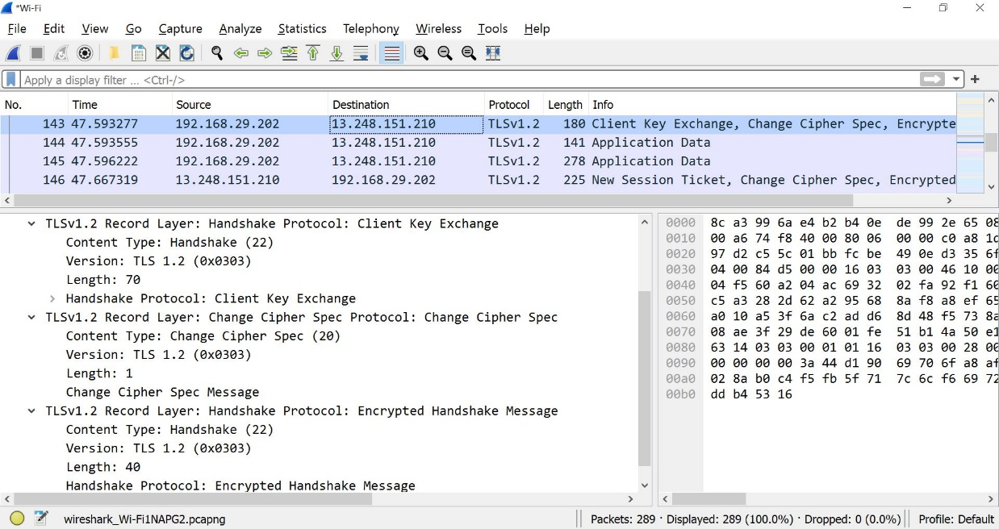 *Wi-Fi
File Edit View Go Capture Analyze Statistics Telephony Wireless Tools Help
Apply a display filter ... <Ctrl-/>
No. Time Source Destination Protocol Length Info
143 47.593277 192.168.29.202 13.248.151.210 TLSv1.2 180 Client Key Exchange, Change Cipher Spec, Encrypte
144 47.593555 192.168.29.202 13.248.151.210 TLSv1.2 141 Application Data
145 47.596222 192.168.29.202 13.248.151.210 TLSv1.2 278 Application Data
146 47.667319 13.248.151.210 192.168.29.202 TLSv1.2 225 New Session Ticket, Change Cipher Spec, Encrypted
TLSv1.2 Record Layer: Handshake Protocol: Client Key Exchange
Content Type: Handshake (22)
Version: TLS 1.2 (0x0303)
Length: 70
Handshake Protocol: Client Key Exchange
TLSv1.2 Record Layer: Change Cipher Spec Protocol: Change Cipher Spec
Content Type: Change Cipher Spec (20)
Version: TLS 1.2 (0x0303)
Length: 1
Change Cipher Spec Message
TLSv1.2 Record Layer: Handshake Protocol: Encrypted Handshake Message
Content Type: Handshake (22)
Version: TLS 1.2 (0x0303)
Length: 40
Handshake Protocol: Encrypted Handshake Message
0000 8c a3 99 6a e4 b2 b4 0e de 99 2e 65 08
0010 00 a6 74 f8 40 00 80 06 00 00 c0 a8 1d
0020 97 d2 c5 5c 01 bb fc be 49 0e d3 35 6f
0030 04 00 84 d5 00 00 16 03 03 00 46 10 00
0040 04 f5 60 a2 04 ac 69 32 02 fa 92 f1 60
0050 c5 a3 28 2d 62 a2 95 68 8a f8 a8 ef 65
0060 a0 10 a5 3f 6a c2 ad d6 8d 48 f5 73 8a
0070 08 ae 3f 29 de 60 01 fe 51 b1 4a 50 e1
0080 63 14 03 03 00 01 01 16 03 03 00 28 00
0090 00 00 00 00 3a 44 d1 90 69 70 6f a8 af
00a0 02 8a b0 c4 f5 fb 5f 71 7c 6c f6 69 72
00b0 dd b4 53 16
wireshark_Wi-Fi1NAPG2.pcapng
Packets: 289 · Displayed: 289 (100.0%) · Dropped: 0 (0.0%)
Profile: Default